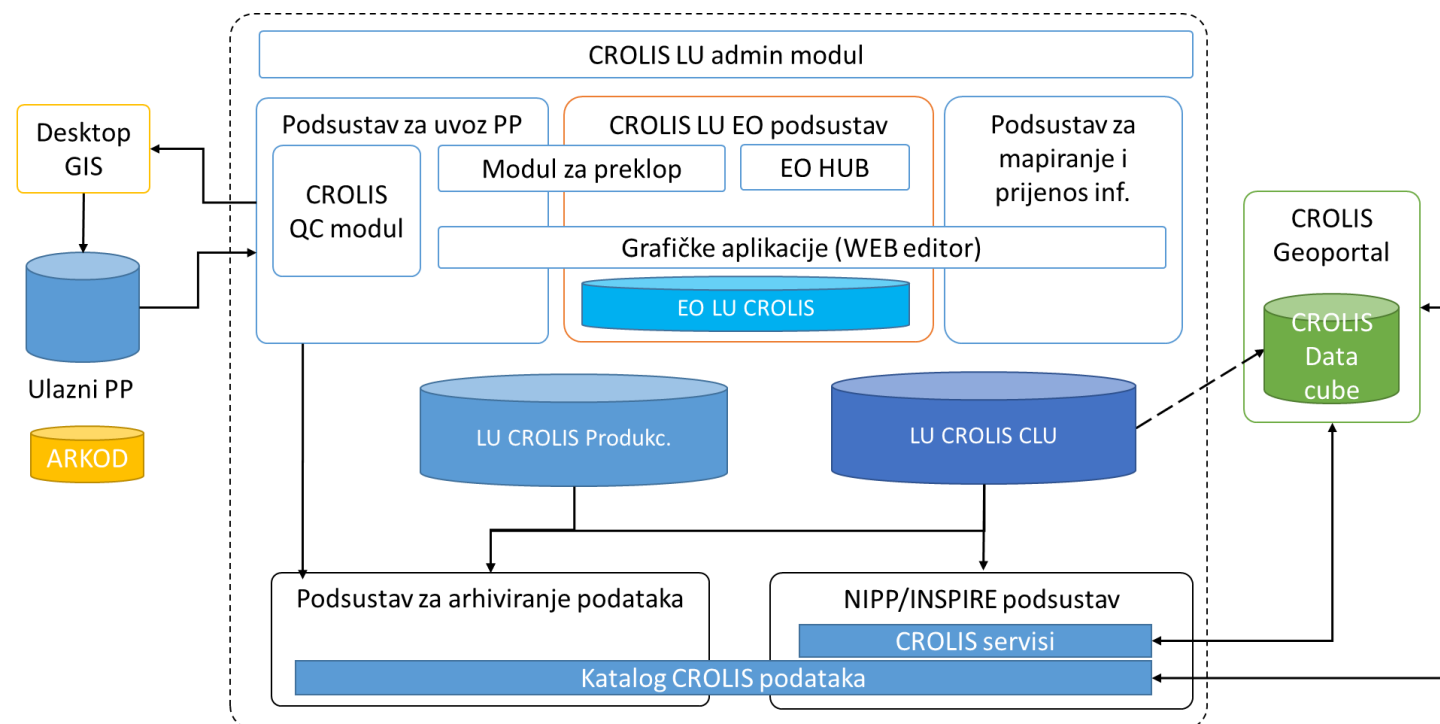 CROLIS LU admin modul
Desktop
GIS
Ulazni PP
ARKOD
Podsustav za uvoz PP
CROLIS
QC modul
CROLIS LU EO podsustav
Modul za preklop
EO HUB
Podsustav za
mapiranje i
prijenos inf.
Grafičke aplikacije (WEB editor)
EO LU CROLIS
CROLIS
Geoportal
CROLIS
Data
cube
LU CROLIS Produkc.
LU CROLIS CLU
Podsustav za arhiviranje podataka
NIPP/INSPIRE podsustav
CROLIS servisi
Katalog CROLIS podataka